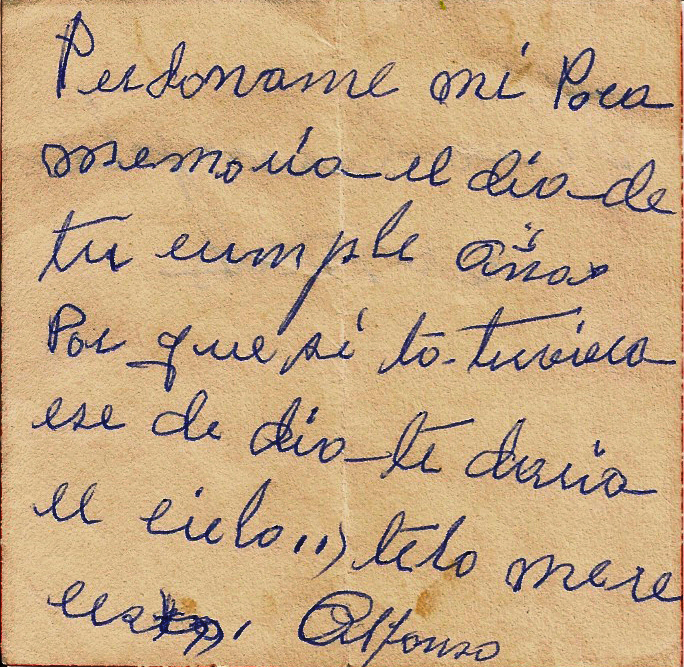 Perdoname mi Poca
memoria el dia de
tu cumple años
Por que si la tuviera
ese de dia te daria
el cielo,,) telo mere
ces, Alfonso